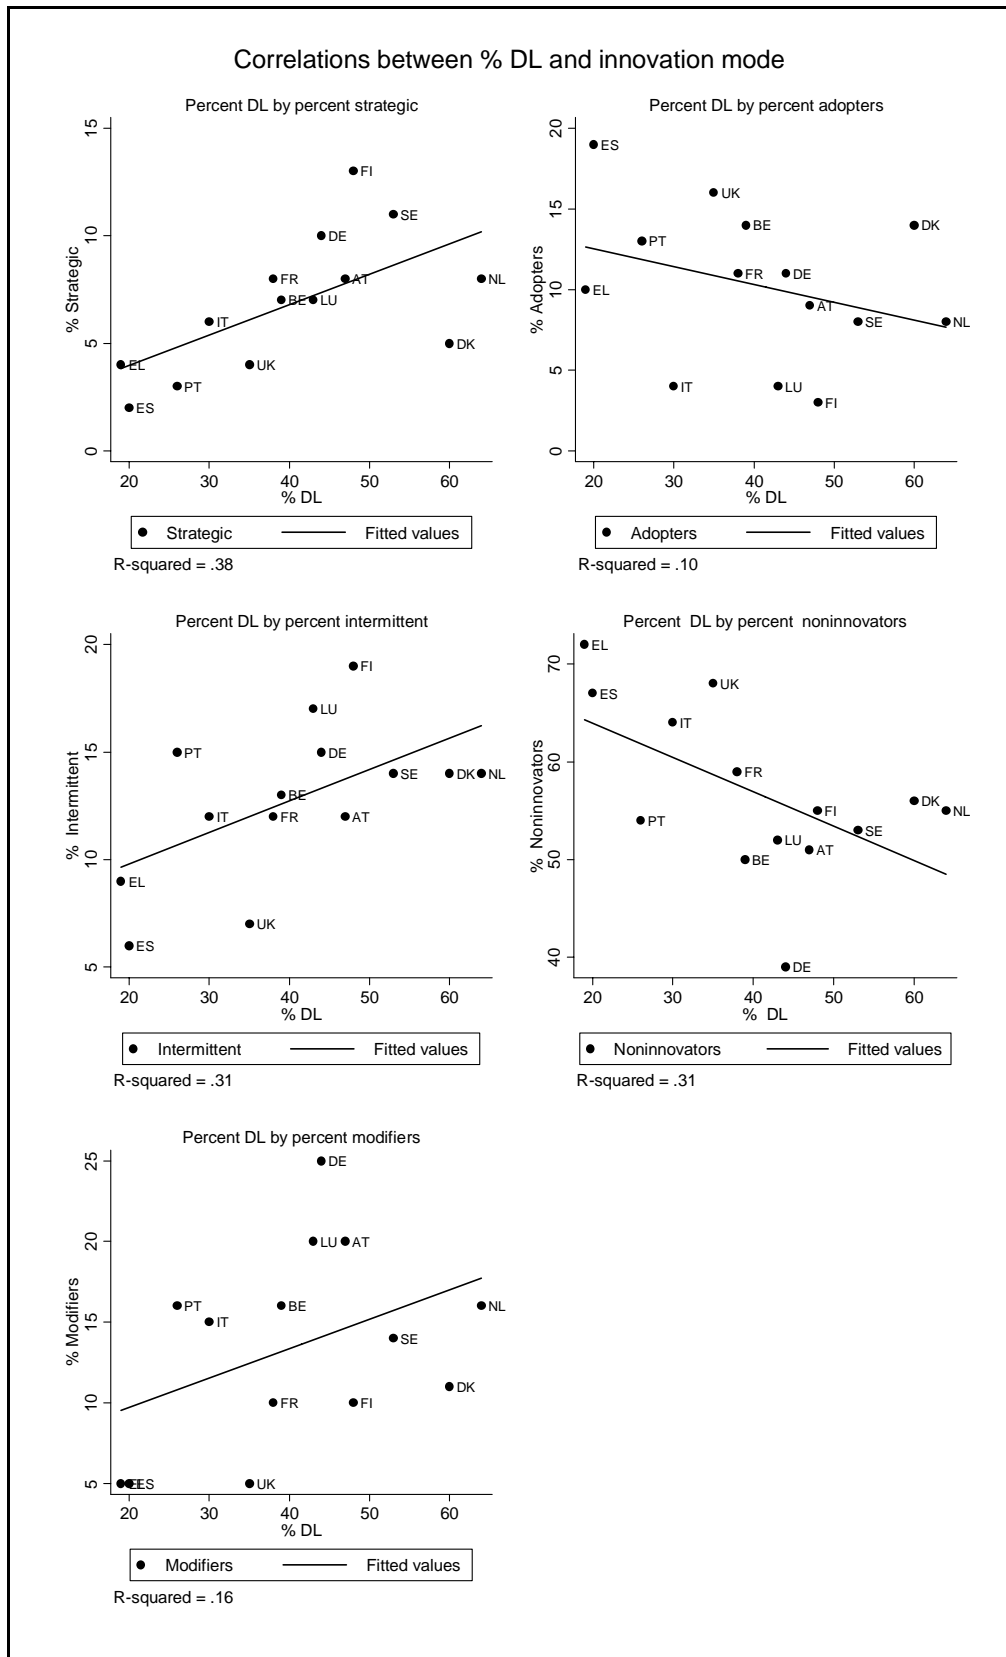 Correlations between % DL and innovation mode
Percent DL by percent strategic
15
10
5
0
% Strategic
FI
SE
DE
FR
AT
NL
BE
LU
IT
DK
EL
UK
PT
ES
20 30 40 50 60
% DL
Strategic Fitted values
R-squared = .38
Percent DL by percent adopters
20
15
10
5
0
% Adopters
ES
UK
BE
DK
PT
FR
DE
EL
AT
SE
NL
IT
LU
FI
20 30 40 50 60
% DL
Adopters Fitted values
R-squared = .10
Percent DL by percent intermittent
20
15
10
5
% Intermittent
FI
LU
PT
DE
SE
DK
NL
BE
IT
FR
AT
EL
UK
ES
20 30 40 50 60
% DL
Intermittent Fitted values
R-squared = .31
Percent DL by percent noninnovators
70
60
50
40
% Noninnovators
EL
UK
ES
IT
FR
DK
FI
NL
PT
SE
LU
AT
BE
DE
20 30 40 50 60
% DL
Noninnovators Fitted values
R-squared = .31
Percent DL by percent modifiers
25
20
15
10
5
% Modifiers
DE
LU
AT
PT
BE
NL
IT
SE
DK
FR
FI
EL
ES
UK
20 30 40 50 60
% DL
Modifiers Fitted values
R-squared = .16